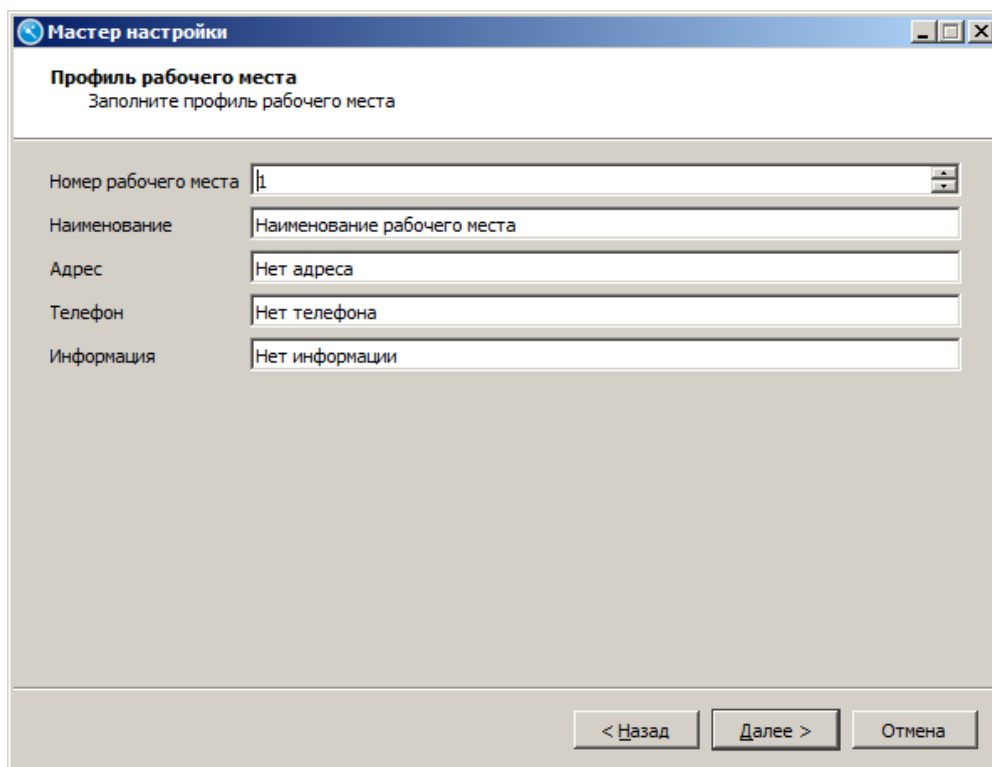 Мастер настройки
Профиль рабочего места
Заполните профиль рабочего места
Номер рабочего места 1
Наименование Наименование рабочего места
Адрес Нет адреса
Телефон Нет телефона
Информация Нет информации
< Назад Далее > Отмена